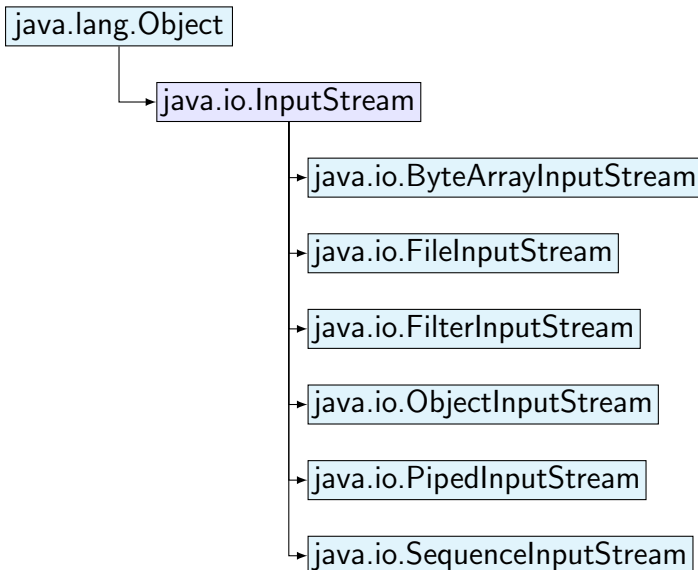 java.lang.Object
java.io.InputStream
java.io.ByteArrayInputStream
java.io.FileInputStream
java.io.FilterInputStream
java.io.ObjectInputStream
java.io.PipedInputStream
java.io.SequenceInputStream